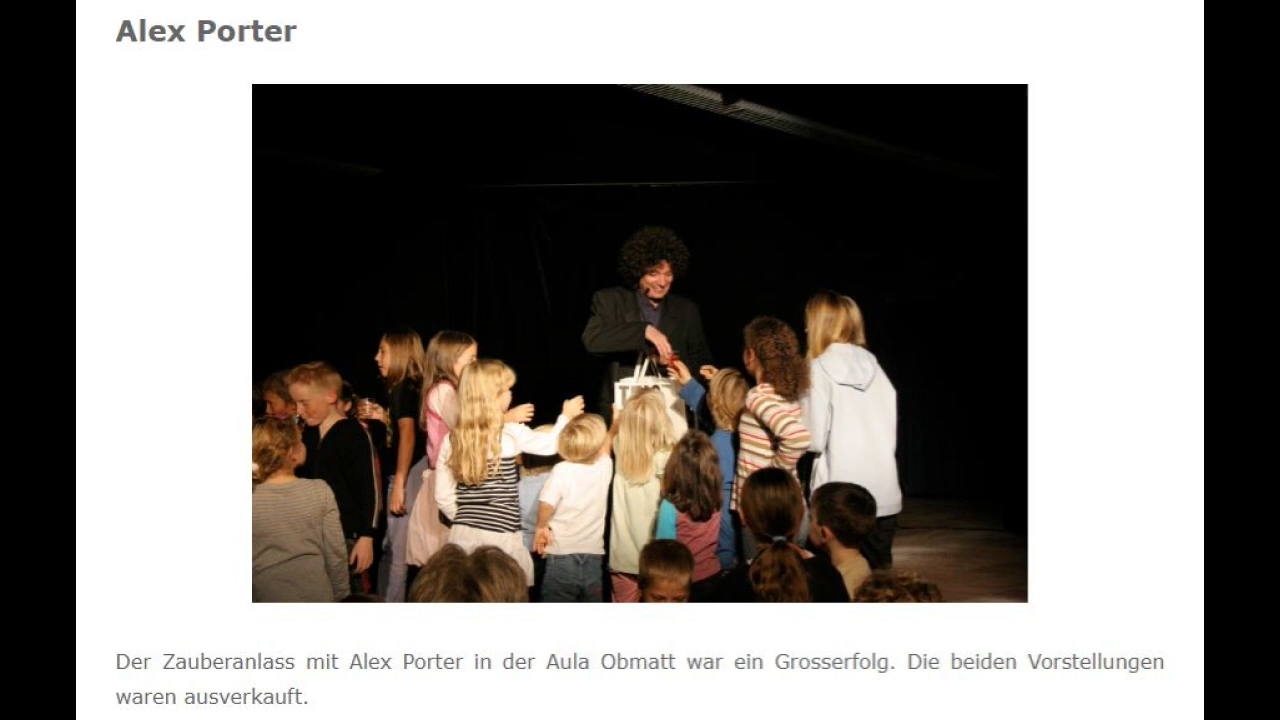 Alex Porter
Der Zauberanlass mit Alex Porter in der Aula Obmatt war ein Grosserfolg. Die beiden Vorstellungen
waren ausverkauft.